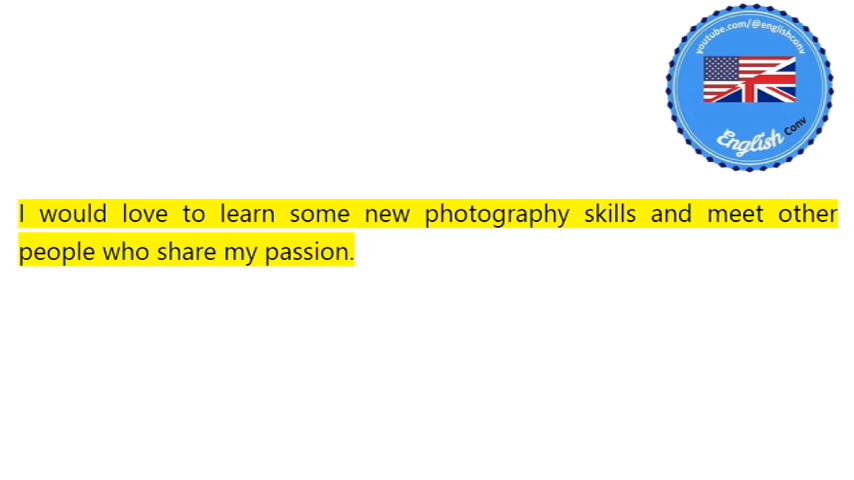 youtube.com/@englishconv
English Conv
I would love to learn some new photography skills and meet other
people who share my passion.